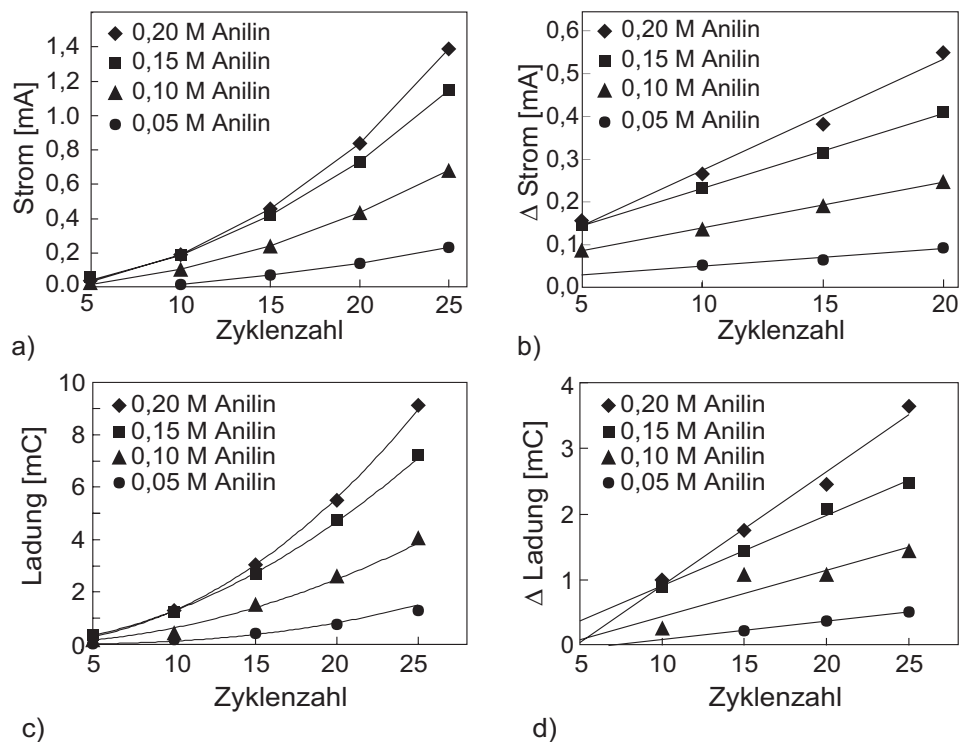 0,20 M Anilin
0,15 M Anilin
0,10 M Anilin
0,05 M Anilin
Strom [mA]
1,4
1,2
1,0
0,8
0,6
0,4
0,2
0.0
5 10 15 20 25
Zyklenzahl
a)
0,20 M Anilin
0,15 M Anilin
0,10 M Anilin
0,05 M Anilin
Δ Strom [mA]
0,6
0,5
0,4
0,3
0,2
0,1
0,0
5 10 15 20
Zyklenzahl
b)
0,20 M Anilin
0,15 M Anilin
0,10 M Anilin
0,05 M Anilin
Ladung [mC]
10
8
6
4
2
0
5 10 15 20 25
Zyklenzahl
c)
0,20 M Anilin
0,15 M Anilin
0,10 M Anilin
0,05 M Anilin
Δ Ladung [mC]
4
3
2
1
0
5 10 15 20 25
Zyklenzahl
d)